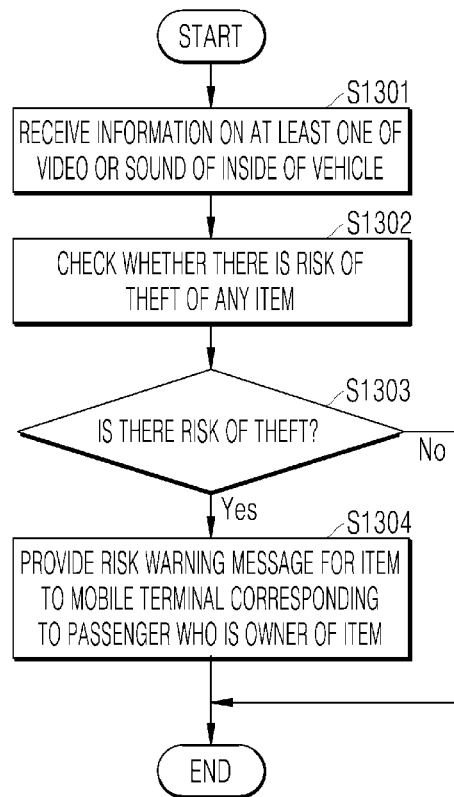 START
S1301
RECEIVE INFORMATION ON AT LEAST ONE OF
VIDEO OR SOUND OF INSIDE OF VEHICLE
S1302
CHECK WHETHER THERE IS RISK OF
THEFT OF ANY ITEM
S1303
IS THERE RISK OF THEFT?
No
Yes
S1304
PROVIDE RISK WARNING MESSAGE FOR ITEM
TO MOBILE TERMINAL CORRESPONDING
TO PASSENGER WHO IS OWNER OF ITEM
END